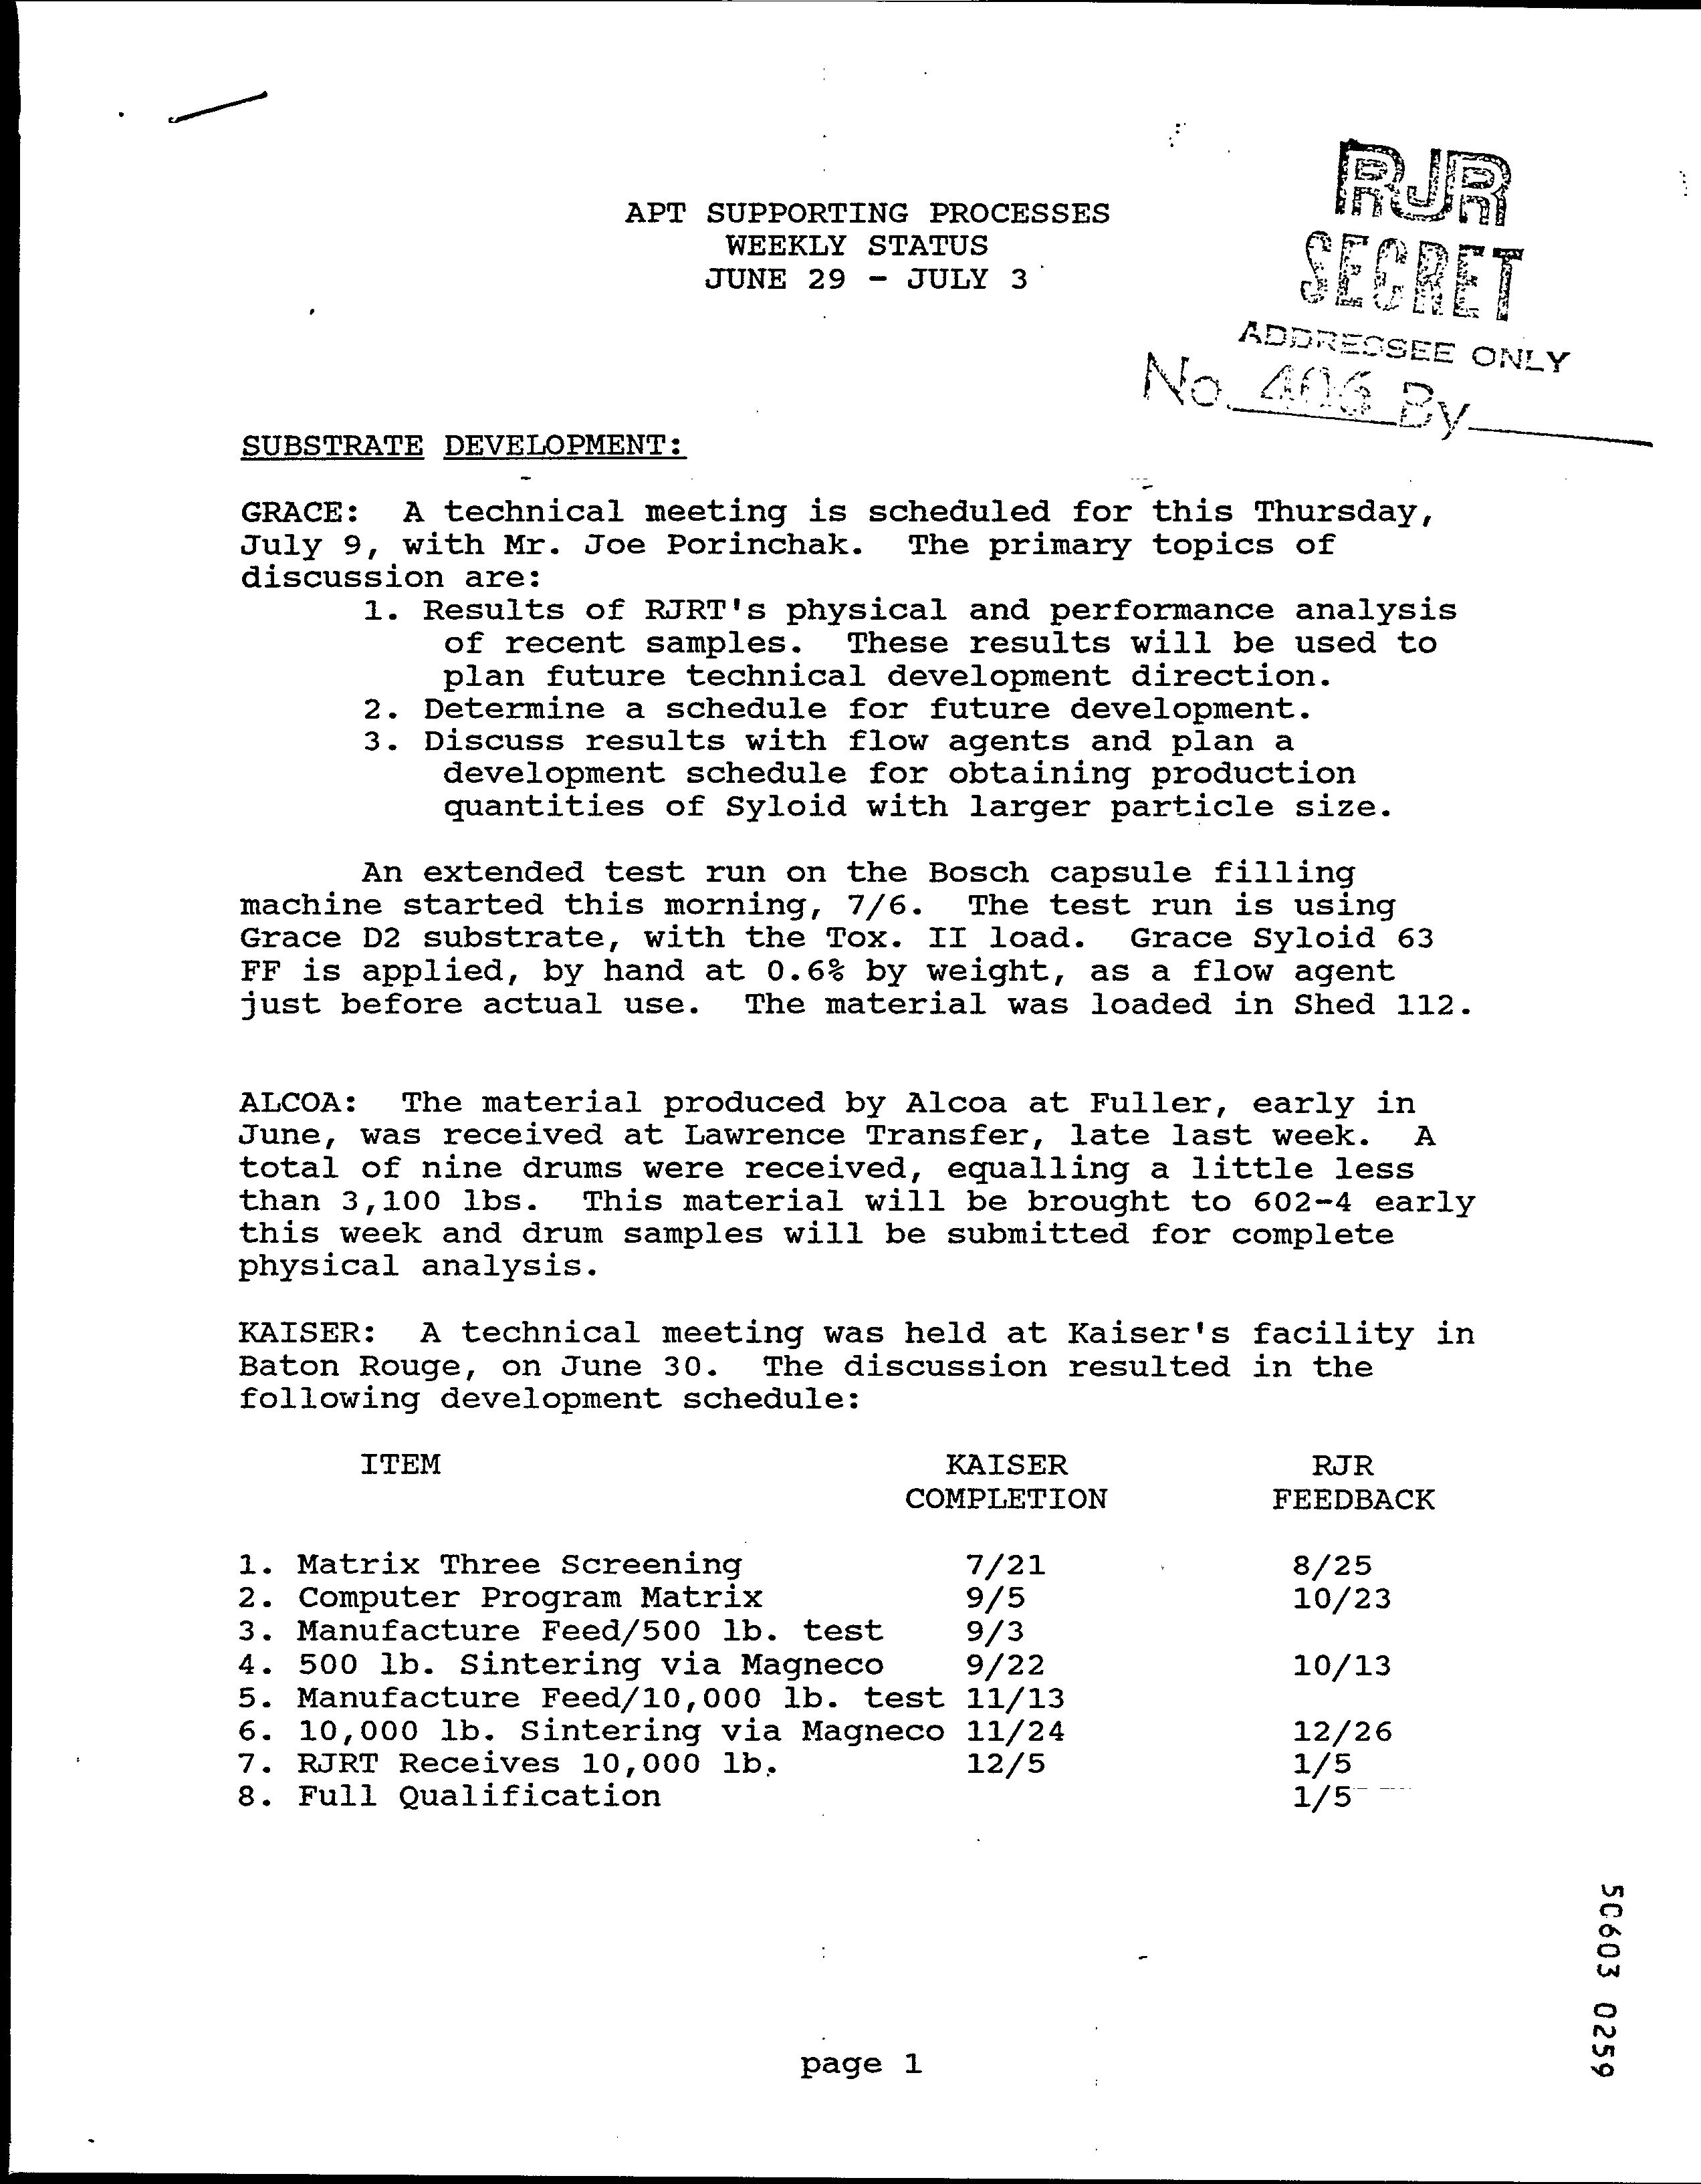 RJR
SECRET
ADDRESSEE ONLY
No. 406 By
APT SUPPORTING PROCESSES
WEEKLY STATUS
JUNE 29 - JULY 3
SUBSTRATE DEVELOPMENT:
GRACE:  A technical meeting is scheduled for this Thursday,
July 9, with Mr. Joe Porinchak.  The primary topics of
discussion are:
1. Results of RJRT's physical and performance analysis
of recent samples.  These results will be used to
plan future technical development direction.
2. Determine a schedule for future development.
3. Discuss results with flow agents and plan a
development schedule for obtaining production
quantities of Syloid with larger particle size.
An extended test run on the Bosch capsule filling
machine started this morning, 7/6.  The test run is using
Grace D2 substrate, with the Tox. II load.  Grace Syloid 63
FF is applied, by hand at 0.6% by weight, as a flow agent
just before actual use.  The material was loaded in Shed 112.
ALCOA:  The material produced by Alcoa at Fuller, early in
June, was received at Lawrence Transfer, late last week.  A
total of nine drums were received, equalling a little less
than 3,100 lbs.  This material will be brought to 602-4 early
this week and drum samples will be submitted for complete
physical analysis.
KAISER:  A technical meeting was held at Kaiser's facility in
Baton Rouge, on June 30.  The discussion resulted in the
following development schedule:
ITEM KAISER RJR
COMPLETION FEEDBACK
1. Matrix Three Screening 7/21 8/25
2. Computer Program Matrix 9/5 10/23
3. Manufacture Feed/500 lb. test 9/3
4. 500 lb. Sintering via Magneco 9/22 10/13
5. Manufacture Feed/10,000 lb. test 11/13
6. 10,000 lb. Sintering via Magneco 11/24 12/26
7. RJRT Receives 10,000 lb. 12/5 1/5
8. Full Qualification 1/5
50603 0259
page 1